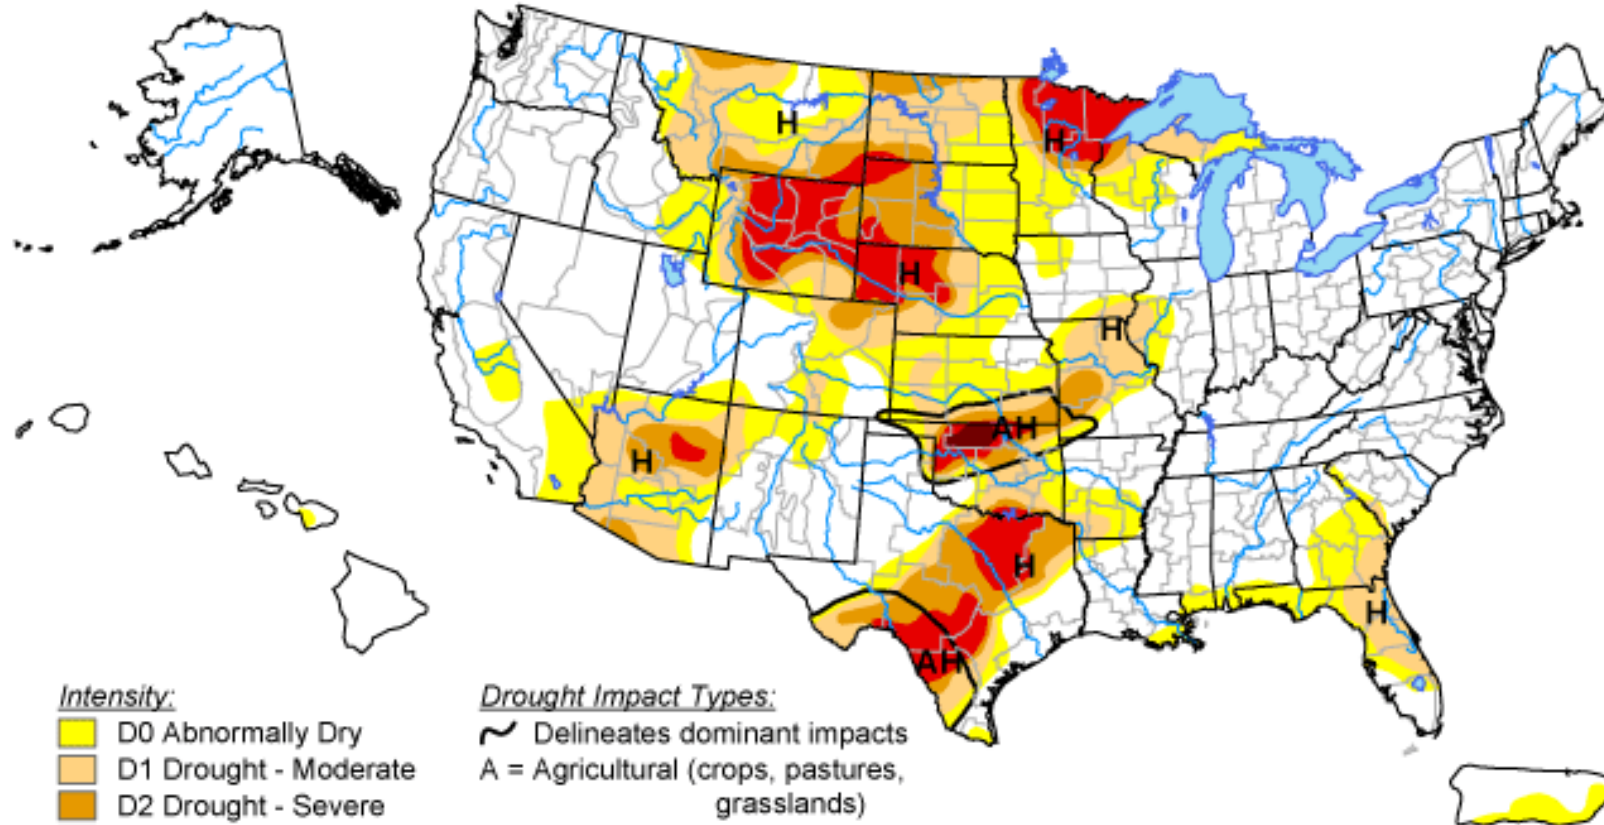 H
H
H
H
AH
H
H
H
AH
Intensity:
D0 Abnormally Dry
D1 Drought - Moderate
D2 Drought - Severe
Drought Impact Types:
Delineates dominant impacts
A = Agricultural (crops, pastures,
grasslands)